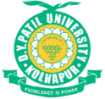 D. Y. PATIL UNIVERSITY
KOLHAPUR
KNOWLEDGE IS POWER